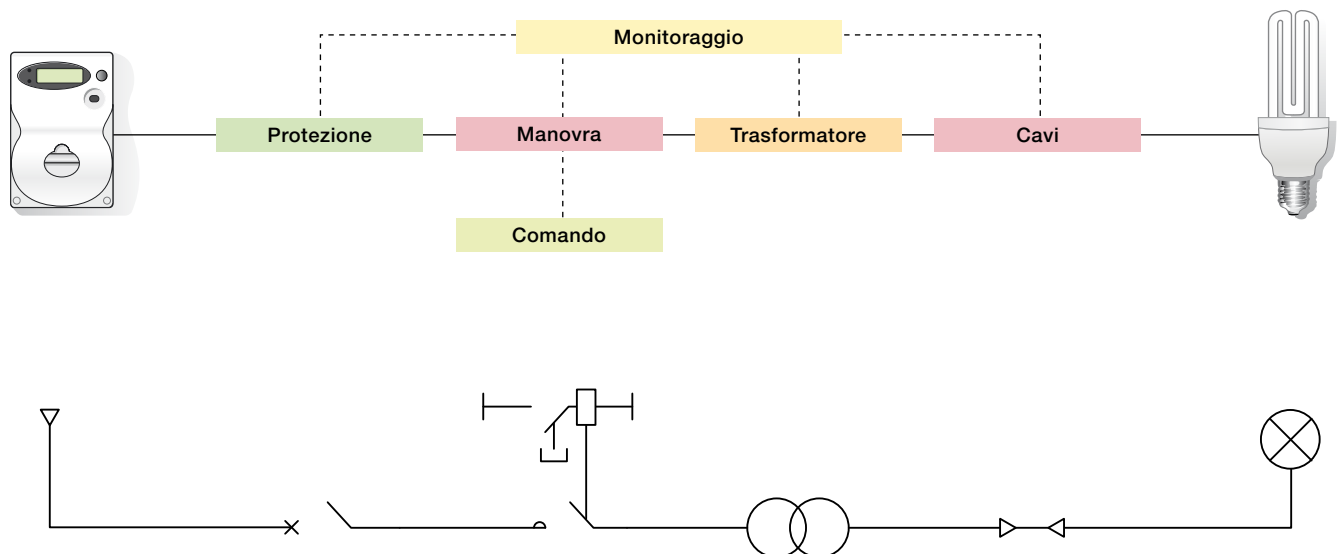 Monitoraggio
Protezione
Manovra
Trasformatore
Cavi
Comando